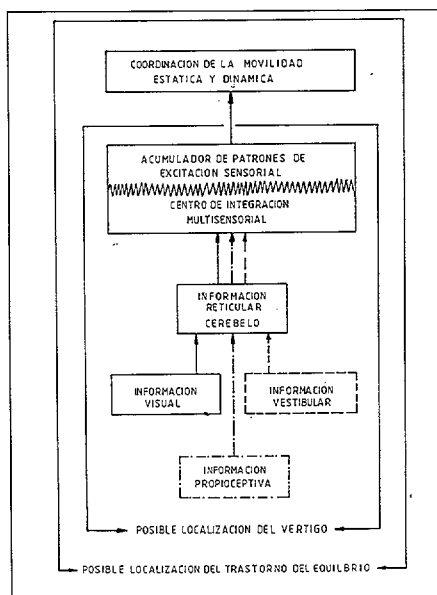 COORDINACION DE LA MOVILIDAD
ESTATICA Y DINAMICA
ACUMULADOR DE PATRONES DE
EXCITACION SENSORIAL
CENTRO DE INTEGRACION
MULTISENSORIAL
INFORMACION
RETICULAR
CEREBELO
INFORMACION
VISUAL
INFORMACION
VESTIBULAR
INFORMACION
PROPIOCEPTIVA
POSIBLE LOCALIZACION DEL VERTIGO
POSIBLE LOCALIZACION DEL TRASTORNO DEL EQUILBRIO